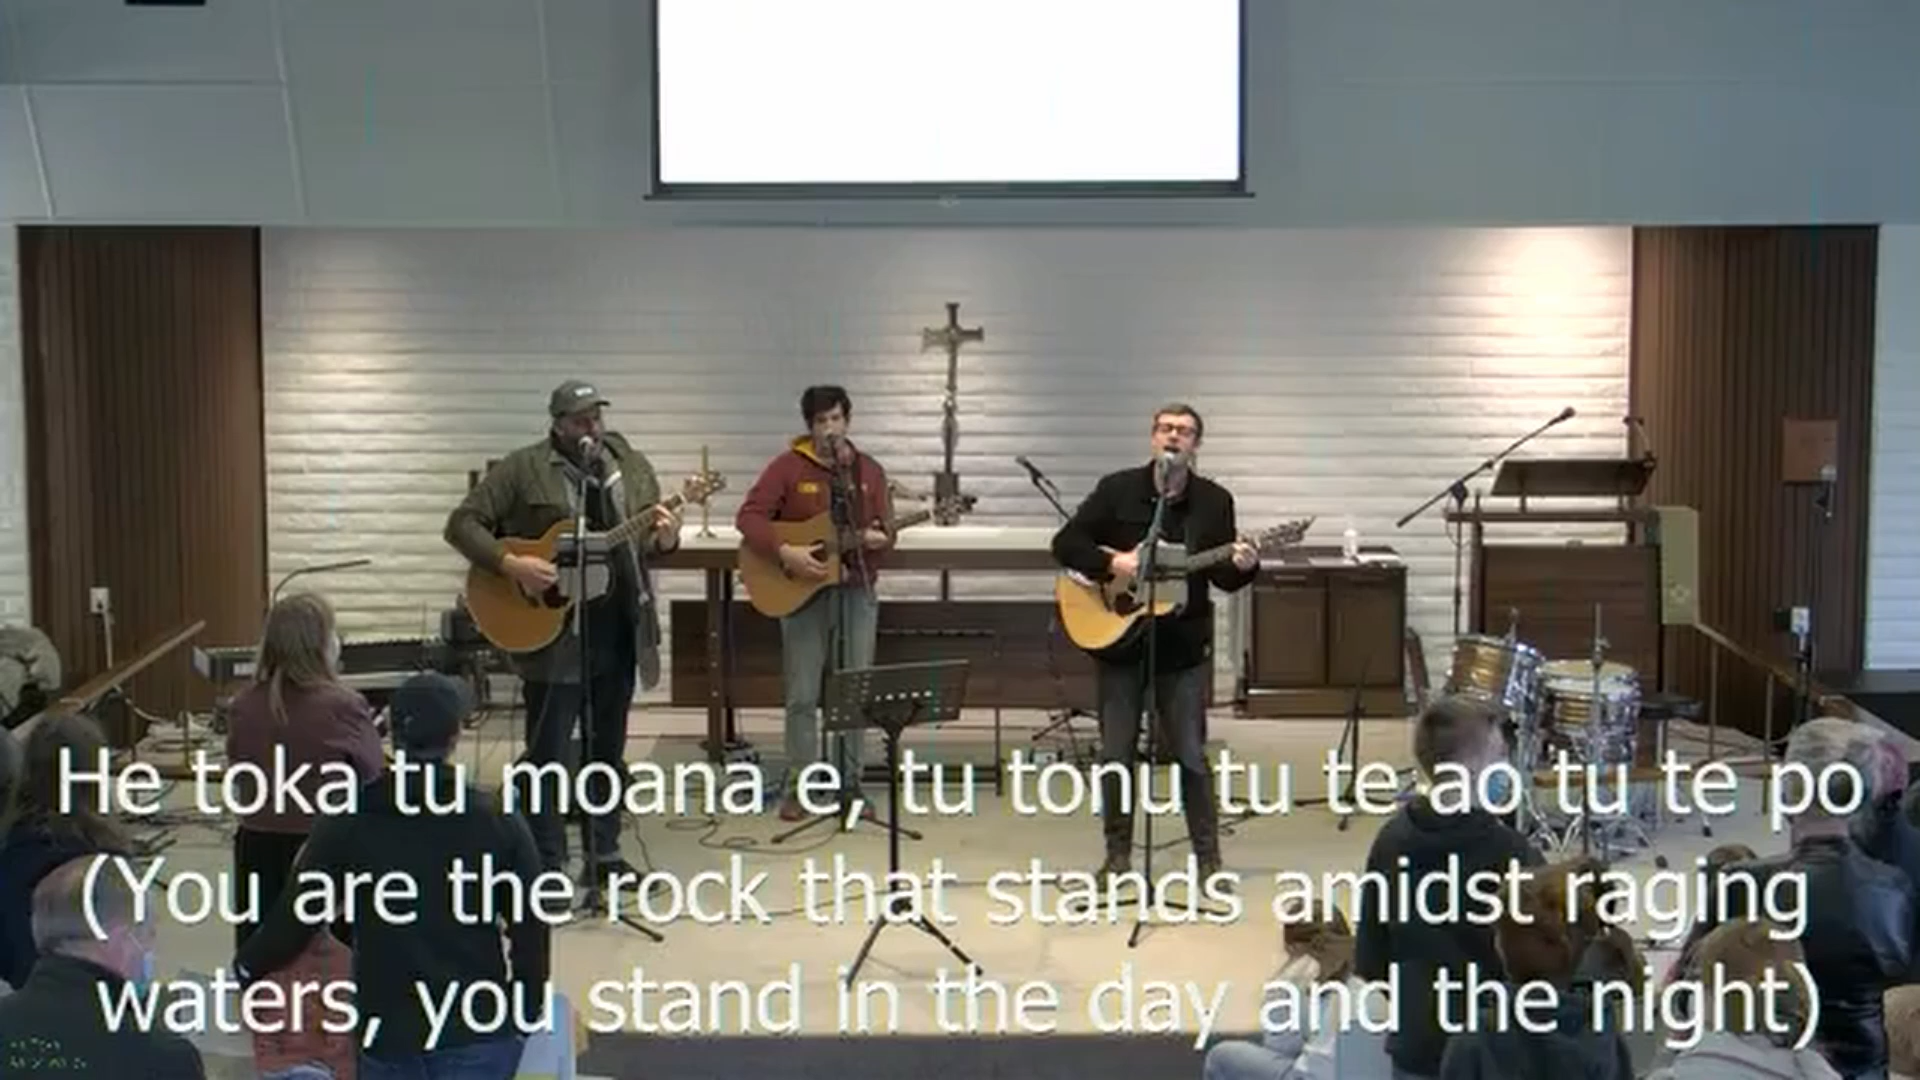 He toka tu moana e, tu tonu tu te ao tu te po
(You are the rock that stands amidst raging
waters, you stand in the day and the night)